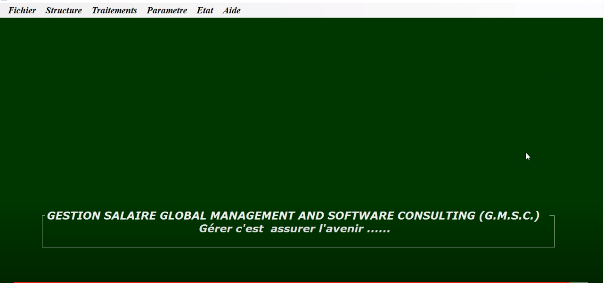 Fichier Structure Traitements Parametre Etat Aide
GESTION SALAIRE GLOBAL MANAGEMENT AND SOFTWARE CONSULTING (G.M.S.C.)
Gérer c'est assurer l'avenir ......